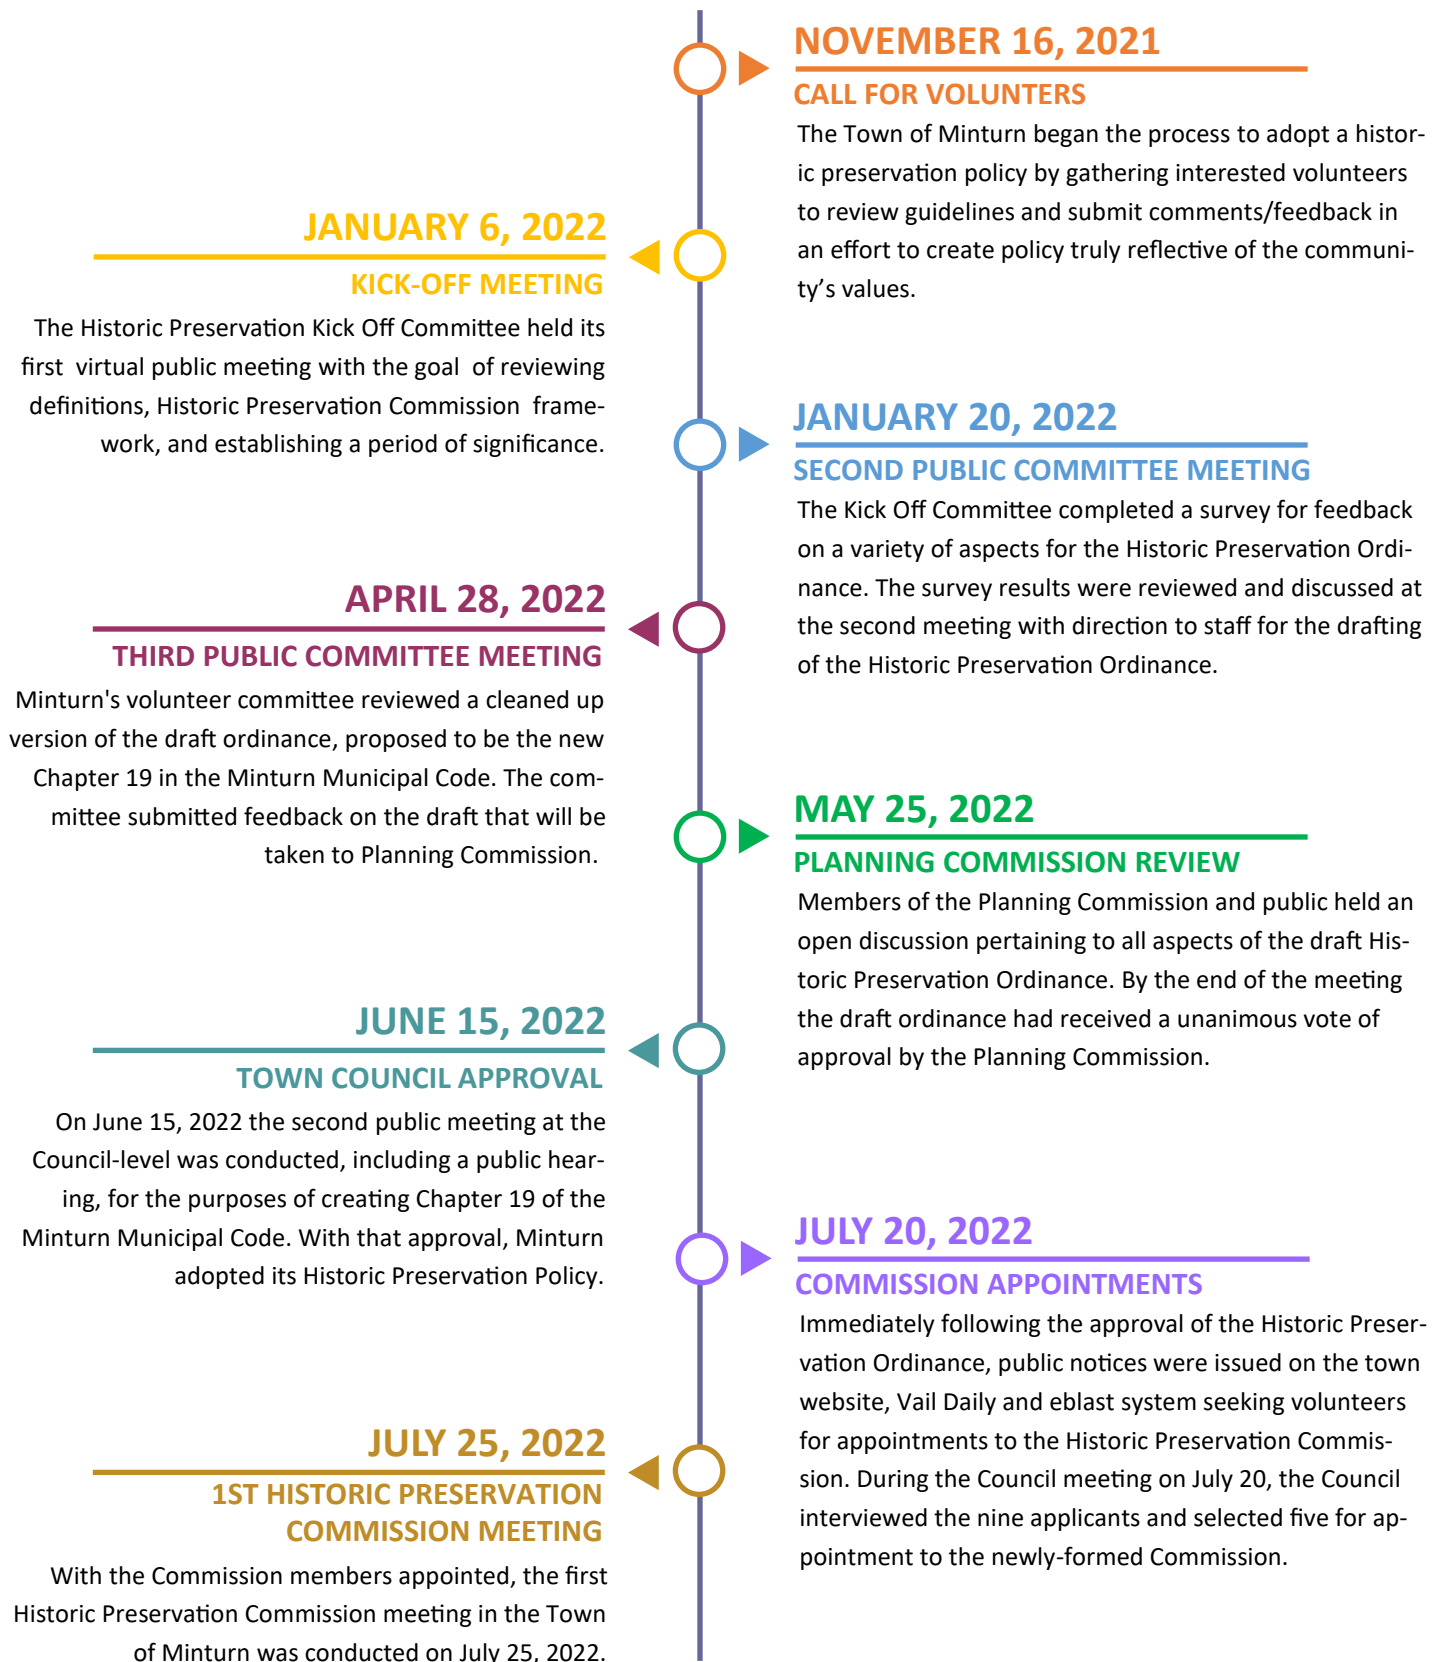 NOVEMBER 16, 2021
CALL FOR VOLUNTERS
The Town of Minturn began the process to adopt a histor-
ic preservation policy by gathering interested volunteers
to review guidelines and submit comments/feedback in
an effort to create policy truly reflective of the communi-
ty's values.
JANUARY 6, 2022
KICK-OFF MEETING
The Historic Preservation Kick Off Committee held its
first virtual public meeting with the goal of reviewing
definitions, Historic Preservation Commission frame-
work, and establishing a period of significance.
JANUARY 20, 2022
SECOND PUBLIC COMMITTEE MEETING
The Kick Off Committee completed a survey for feedback
on a variety of aspects for the Historic Preservation Ordi-
nance. The survey results were reviewed and discussed at
the second meeting with direction to staff for the drafting
of the Historic Preservation Ordinance.
APRIL 28, 2022
THIRD PUBLIC COMMITTEE MEETING
Minturn's volunteer committee reviewed a cleaned up
version of the draft ordinance, proposed to be the new
Chapter 19 in the Minturn Municipal Code. The com-
mittee submitted feedback on the draft that will be
taken to Planning Commission.
MAY 25, 2022
PLANNING COMMISSION REVIEW
Members of the Planning Commission and public held an
open discussion pertaining to all aspects of the draft His-
toric Preservation Ordinance. By the end of the meeting
the draft ordinance had received a unanimous vote of
approval by the Planning Commission.
JUNE 15, 2022
TOWN COUNCIL APPROVAL
On June 15, 2022 the second public meeting at the
Council-level was conducted, including a public hear-
ing, for the purposes of creating Chapter 19 of the
Minturn Municipal Code. With that approval, Minturn
adopted its Historic Preservation Policy.
JULY 20, 2022
COMMISSION APPOINTMENTS
Immediately following the approval of the Historic Preser-
vation Ordinance, public notices were issued on the town
website, Vail Daily and eblast system seeking volunteers
for appointments to the Historic Preservation Commis-
sion. During the Council meeting on July 20, the Council
interviewed the nine applicants and selected five for ap-
pointment to the newly-formed Commission.
JULY 25, 2022
1ST HISTORIC PRESERVATION
COMMISSION MEETING
With the Commission members appointed, the first
Historic Preservation Commission meeting in the Town
of Minturn was conducted on July 25, 2022.